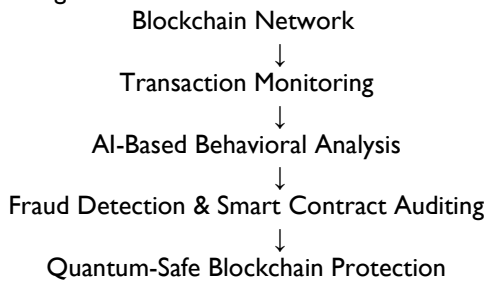 Blockchain Network
↓
Transaction Monitoring
↓
AI-Based Behavioral Analysis
↓
Fraud Detection & Smart Contract Auditing
↓
Quantum-Safe Blockchain Protection